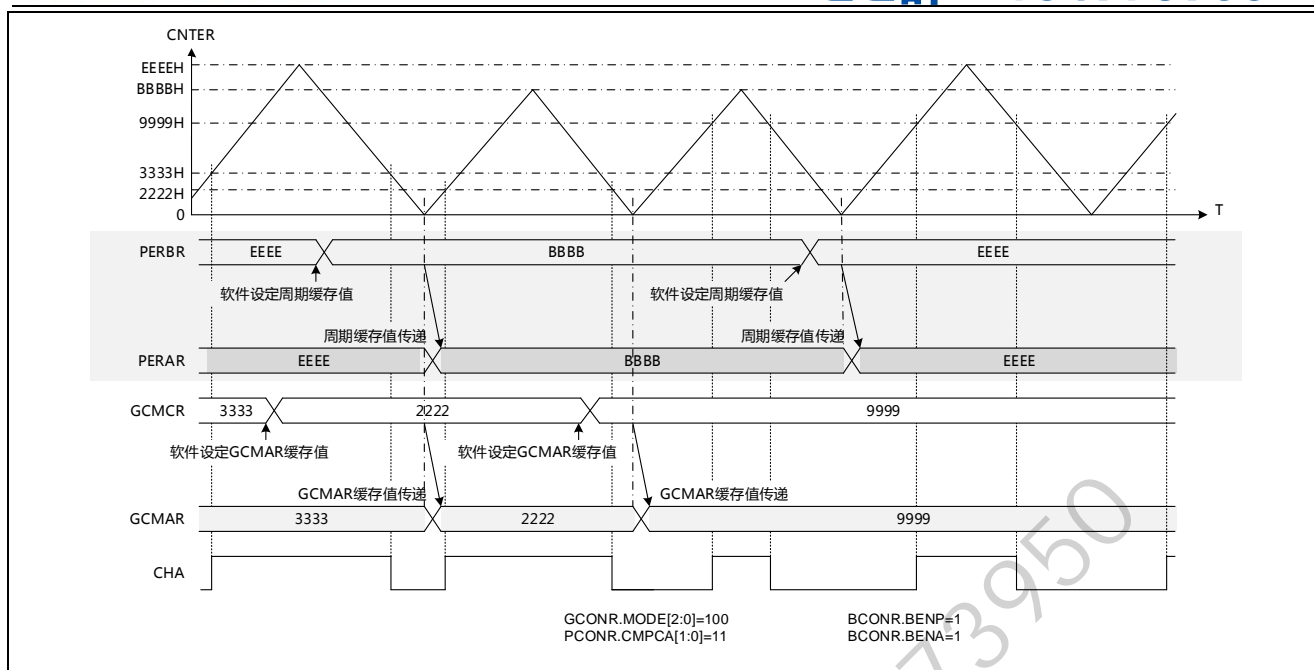 CNTER
EEEEH
BBBBH
9999H
3333H
2222H
0
T
PERBR EEEE BBBB EEEE
软件设定周期缓存值 软件设定周期缓存值
周期缓存值传递 周期缓存值传递
PERAR EEEE BBBB EEEE
GCMCR 3333 2222 9999
软件设定GCMAR缓存值 软件设定GCMAR缓存值
GCMAR缓存值传递 GCMAR缓存值传递
GCMAR 3333 2222 9999
CHA
GCONR.MODE[2:0]=100 BCONR.BENP=1
PCONR.CMPCA[1:0]=11 BCONR.BENA=1
73950